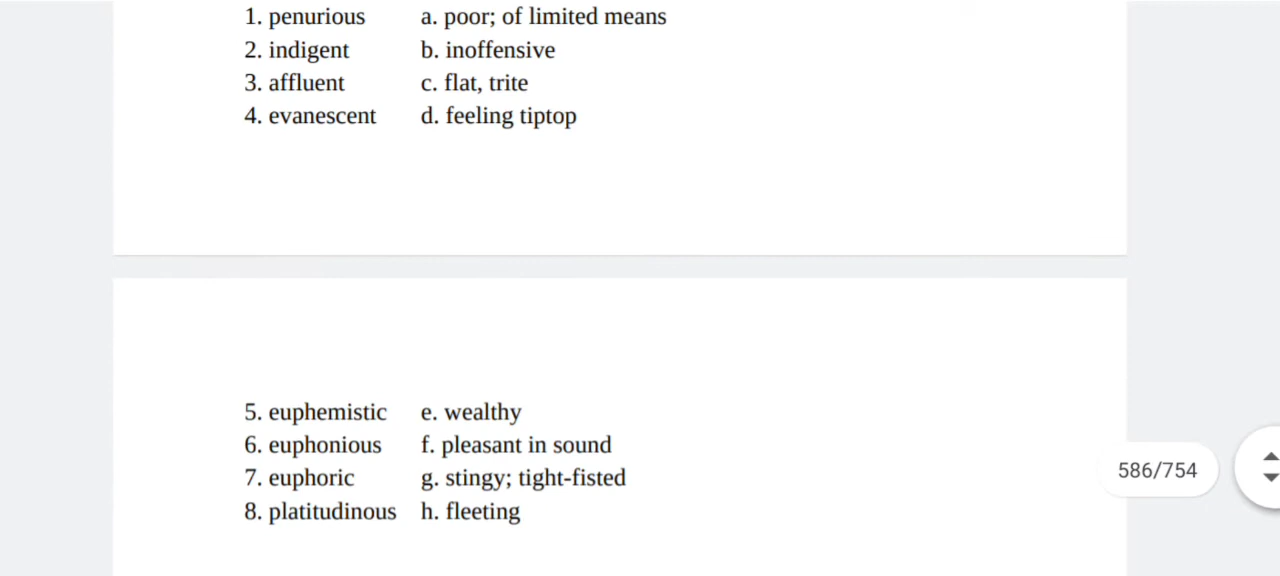 1. penurious a. poor; of limited means
2. indigent b. inoffensive
3. affluent c. flat, trite
4. evanescent d. feeling tiptop
5. euphemistic e. wealthy
6. euphonious f. pleasant in sound
7. euphoric g. stingy; tight-fisted
8. platitudinous h. fleeting
586/754